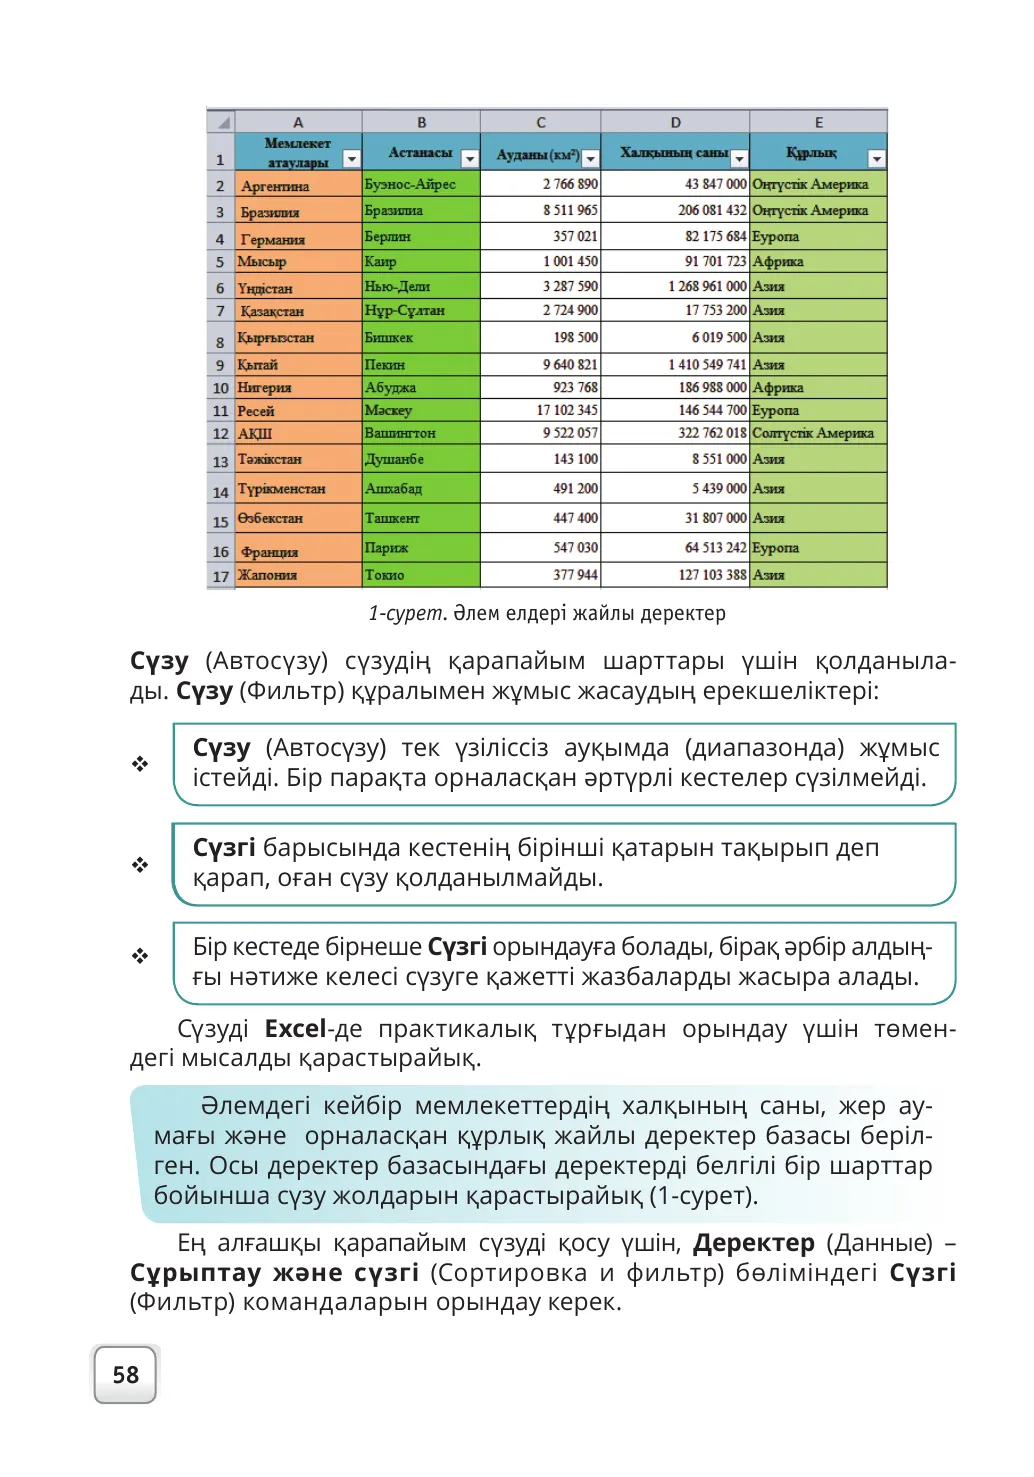 A B C D E
1 Мемлекет атаулары Астанасы Ауданы (км²) Халқының саны Құрлық
2 Аргентина Буэнос-Айрес 2 766 890 43 847 000 Оңтүстік Америка
3 Бразилия Бразилиа 8 511 965 206 081 432 Оңтүстік Америка
4 Германия Берлин 357 021 82 175 684 Еуропа
5 Мысыр Каир 1 001 450 91 701 723 Африка
6 Үндістан Нью-Дели 3 287 590 1 268 961 000 Азия
7 Қазақстан Нұр-Сұлтан 2 724 900 17 753 200 Азия
8 Қырғызстан Бишкек 198 500 6 019 500 Азия
9 Қытай Пекин 9 640 821 1 410 549 741 Азия
10 Нигерия Абуджа 923 768 186 988 000 Африка
11 Ресей Мәскеу 17 102 345 146 544 700 Еуропа
12 АҚШ Вашингтон 9 522 057 322 762 018 Солтүстік Америка
13 Тәжікстан Душанбе 143 100 8 551 000 Азия
14 Түрікменстан Ашхабад 491 200 5 439 000 Азия
15 Өзбекстан Ташкент 447 400 31 807 000 Азия
16 Франция Париж 547 030 64 513 242 Еуропа
17 Жапония Токио 377 944 127 103 388 Азия
1-сурет. Әлем елдері жайлы деректер
Сүзу (Автосүзу) сүзудің қарапайым шарттары үшін қолданыла-
ды. Сүзу (Фильтр) құралымен жұмыс жасаудың ерекшеліктері:
❖ Сүзу (Автосүзу) тек үзіліссіз ауқымда (диапазонда) жұмыс
істейді. Бір парақта орналасқан әртүрлі кестелер сүзілмейді.
❖ Сүзгі барысында кестенің бірінші қатарын тақырып деп
қарап, оған сүзу қолданылмайды.
❖ Бір кестеде бірнеше Сүзгі орындауға болады, бірақ әрбір алдың-
ғы нәтиже келесі сүзуге қажетті жазбаларды жасыра алады.
Сүзуді Excel-де практикалық тұрғыдан орындау үшін төмен-
дегі мысалды қарастырайық.
Әлемдегі кейбір мемлекеттердің халқының саны, жер ау-
мағы және орналасқан құрлық жайлы деректер базасы беріл-
ген. Осы деректер базасындағы деректерді белгілі бір шарттар
бойынша сүзу жолдарын қарастырайық (1-сурет).
Ең алғашқы қарапайым сүзуді қосу үшін, Деректер (Данные) –
Сұрыптау және сүзгі (Сортировка и фильтр) бөліміндегі Сүзгі
(Фильтр) командаларын орындау керек.
58